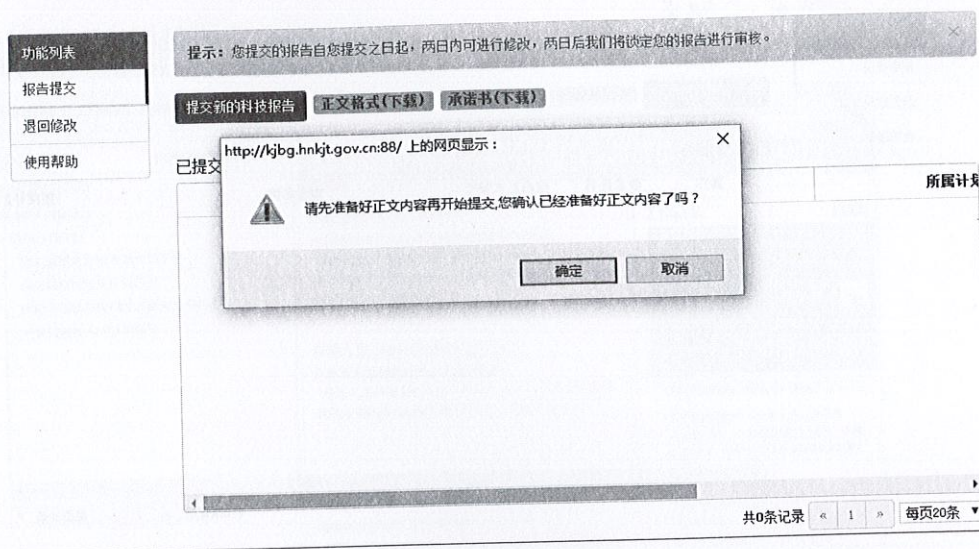 功能列表
报告提交
退回修改
使用帮助
提示：您提交的报告自您提交之日起，两日内可进行修改，两日后我们将锁定您的报告进行审核。
×
提交新的科技报告 正文格式(下载) 承诺书(下载)
已提交
http://kjbg.hnkjt.gov.cn:88/ 上的网页显示：
×
所属计划
请先准备好正文内容再开始提交,您确认已经准备好正文内容了吗？
确定 取消
共0条记录 « 1 » 每页20条